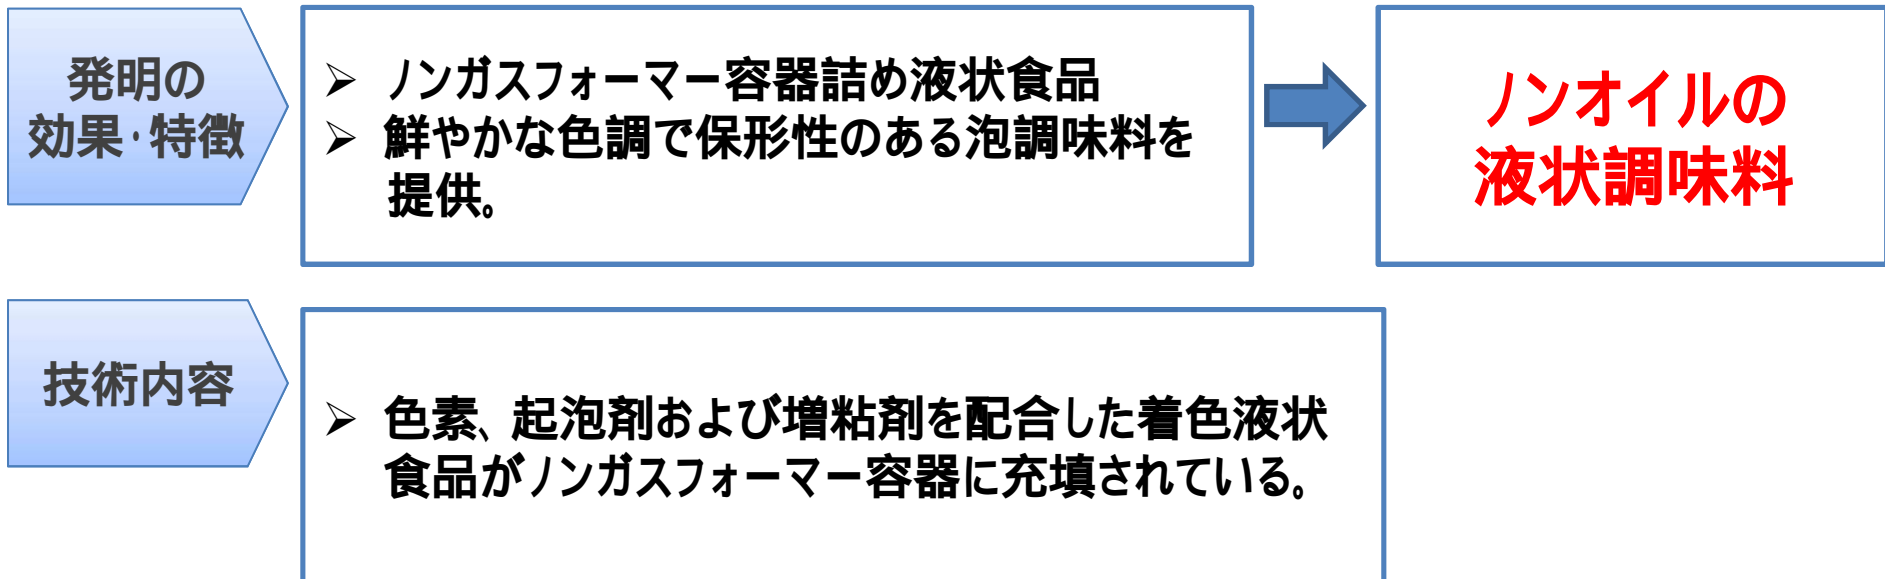 発明の
効果・特徴
➢ ノンガスフォーマー容器詰め液状食品
➢ 鮮やかな色調で保形性のある泡調味料を
提供。
ノンオイルの
液状調味料
技術内容
➢ 色素、起泡剤および増粘剤を配合した着色液状
食品がノンガスフォーマー容器に充填されている。